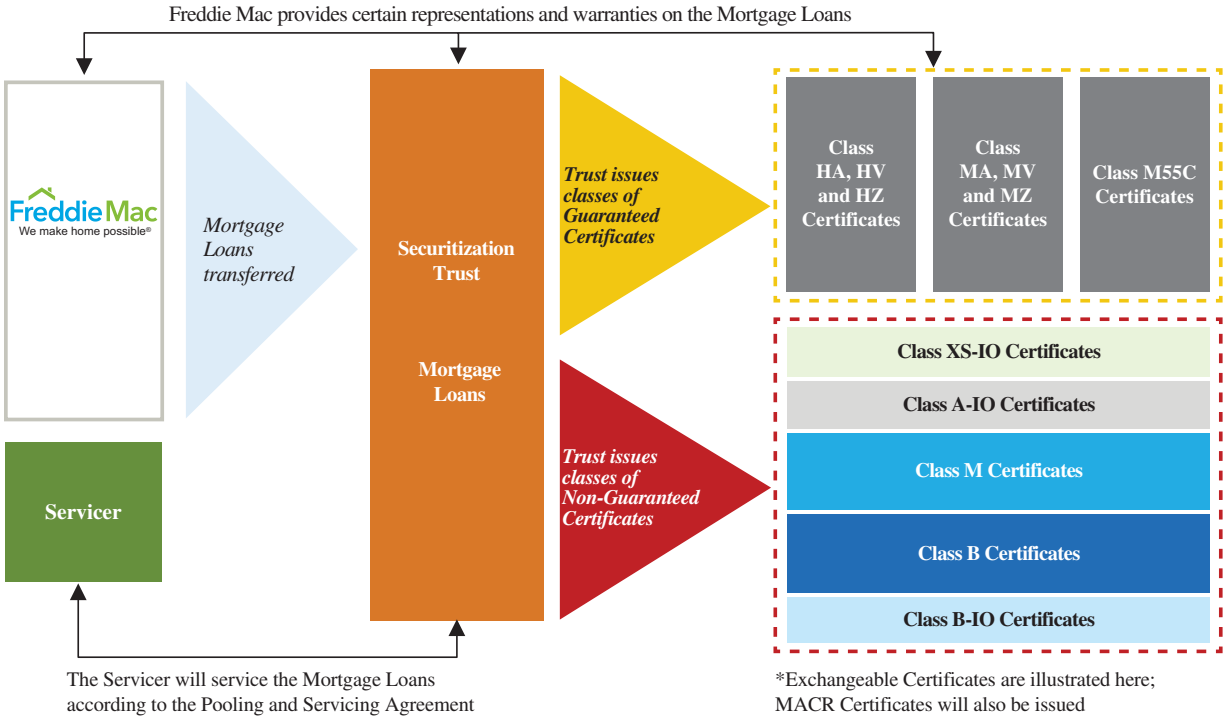 Freddie Mac provides certain representations and warranties on the Mortgage Loans
Freddie Mac
We make home possible®
Mortgage
Loans
transferred
Securitization
Trust
Mortgage
Loans
Trust issues
classes of
Guaranteed
Certificates
Class
HA, HV
and HZ
Certificates
Class
MA, MV
and MZ
Certificates
Class M55C
Certificates
Servicer
Trust issues
classes of
Non-Guaranteed
Certificates
Class XS-IO Certificates
Class A-IO Certificates
Class M Certificates
Class B Certificates
Class B-IO Certificates
The Servicer will service the Mortgage Loans
according to the Pooling and Servicing Agreement
*Exchangeable Certificates are illustrated here;
MACR Certificates will also be issued